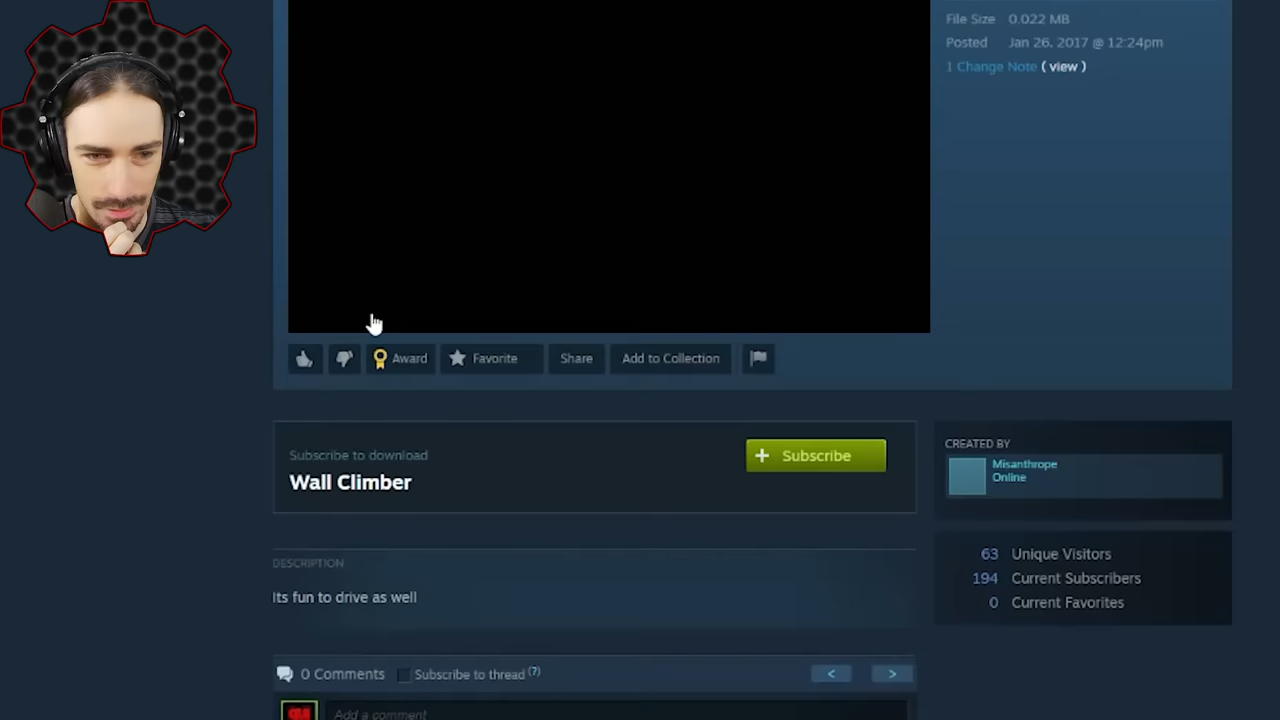 File Size 0.022 MB
Posted Jan 26, 2017 @ 12:24pm
1 Change Note ( view )
Award
Favorite
Share
Add to Collection
Subscribe to download
Wall Climber
+ Subscribe
CREATED BY
Misanthrope
Online
63 Unique Visitors
194 Current Subscribers
0 Current Favorites
DESCRIPTION
Its fun to drive as well
0 Comments
Subscribe to thread (?)
< >
Add a comment